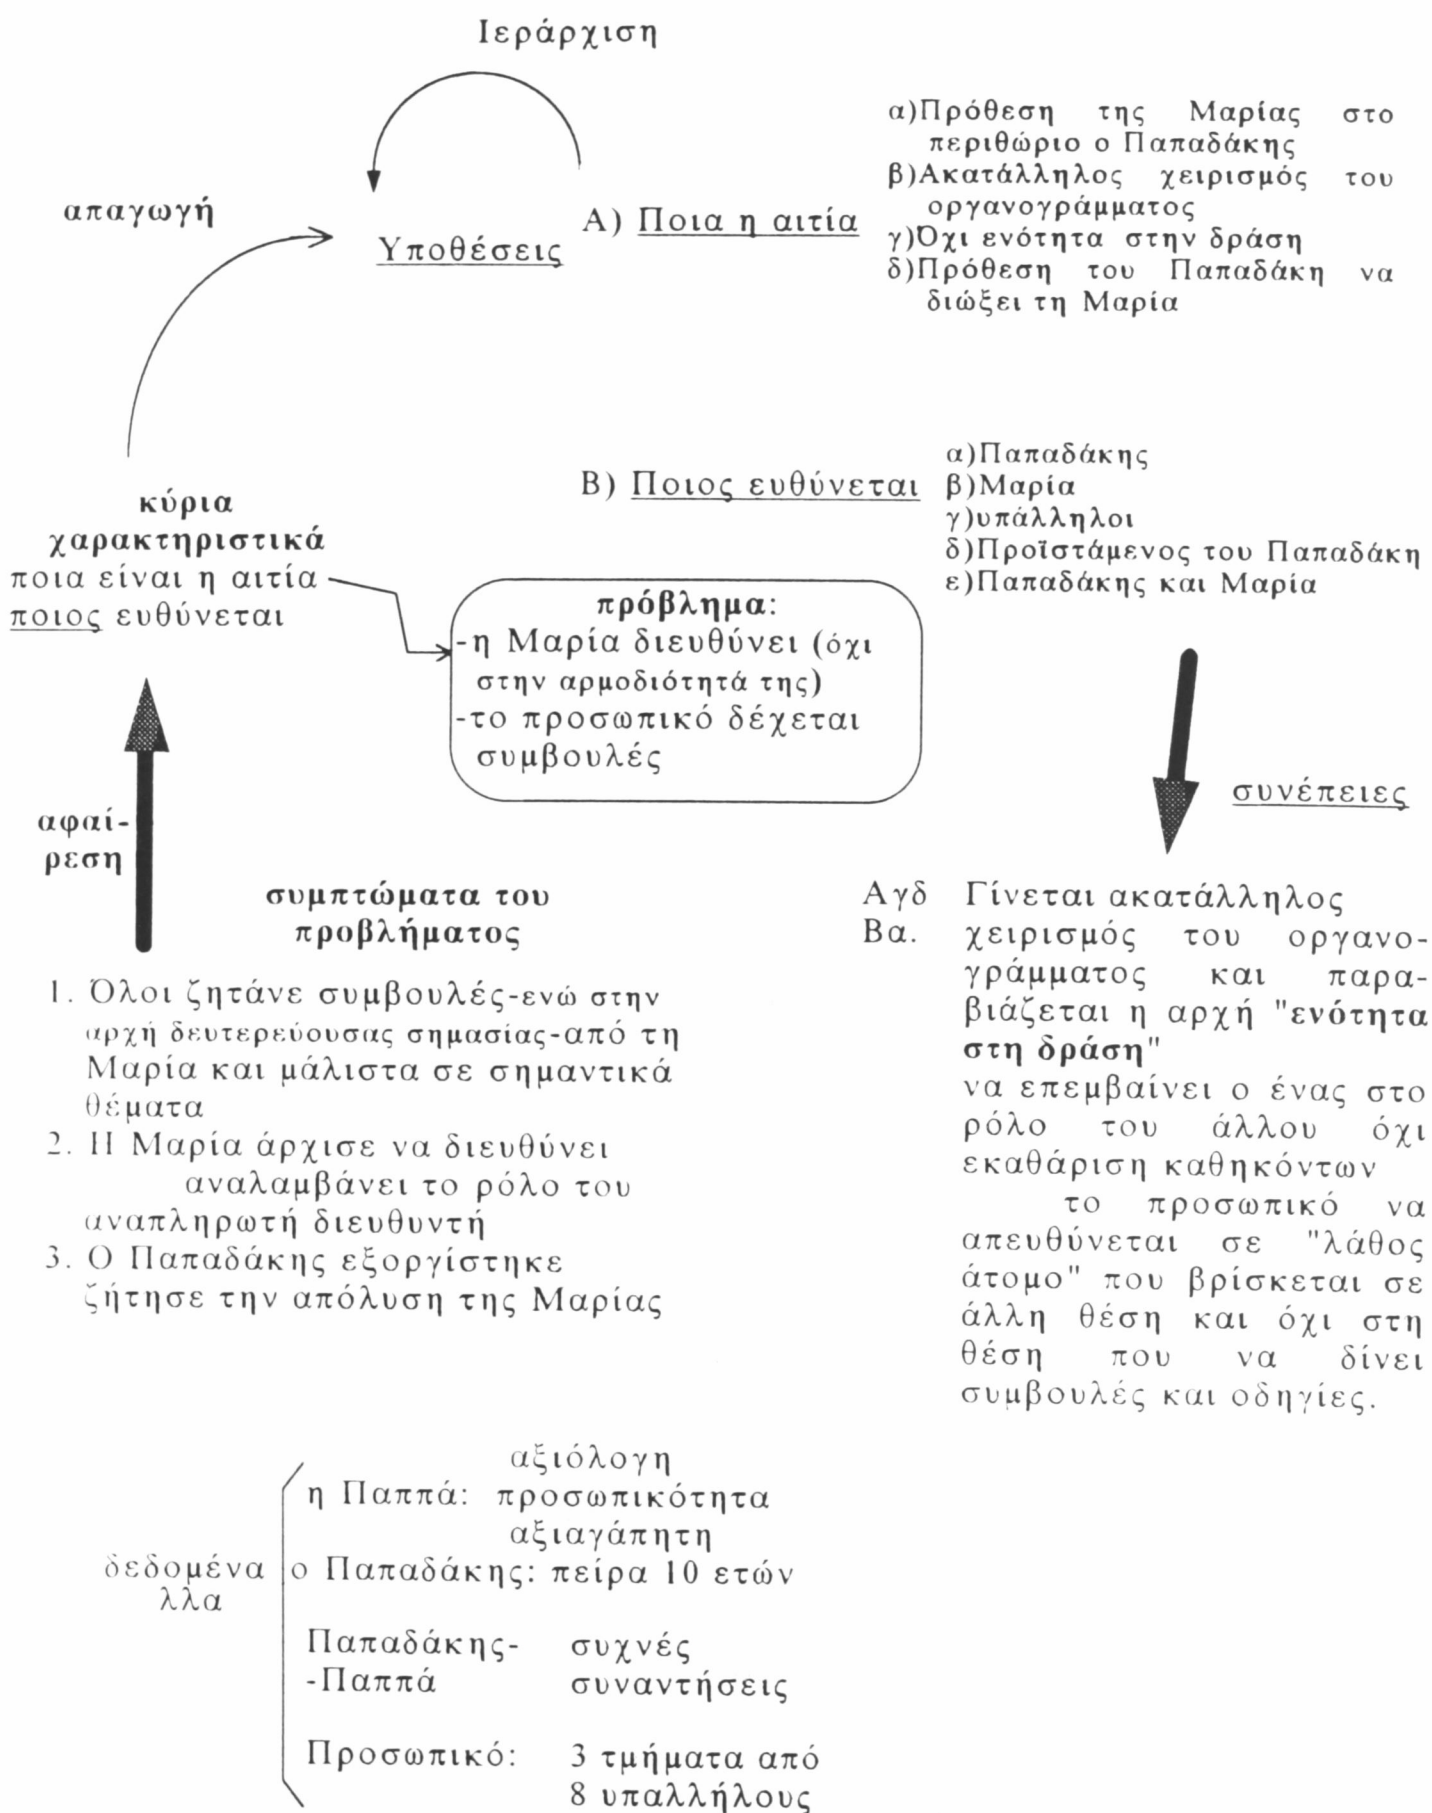 Ιεράρχιση
απαγωγή
Υποθέσεις
Α) Ποια η αιτία
α)Πρόθεση της Μαρίας στο
περιθώριο ο Παπαδάκης
β)Ακατάλληλος χειρισμός του
οργανογράμματος
γ)Όχι ενότητα στην δράση
δ)Πρόθεση του Παπαδάκη να
διώξει τη Μαρία
Β) Ποιος ευθύνεται
α)Παπαδάκης
β)Μαρία
γ)υπάλληλοι
δ)Προϊστάμενος του Παπαδάκη
ε)Παπαδάκης και Μαρία
κύρια
χαρακτηριστικά
ποια είναι η αιτία
ποιος ευθύνεται
πρόβλημα:
-η Μαρία διευθύνει (όχι
στην αρμοδιότητά της)
-το προσωπικό δέχεται
συμβουλές
συνέπειες
αφαί-
ρεση
συμπτώματα του
προβλήματος
1. Όλοι ζητάνε συμβουλές-ενώ στην
αρχή δευτερεύουσας σημασίας-από τη
Μαρία και μάλιστα σε σημαντικά
θέματα
2. Η Μαρία άρχισε να διευθύνει
αναλαμβάνει το ρόλο του
αναπληρωτή διευθυντή
3. Ο Παπαδάκης εξοργίστηκε
ζήτησε την απόλυση της Μαρίας
Αγδ Γίνεται ακατάλληλος
Βα. χειρισμός του οργανο-
γράμματος και παρα-
βιάζεται η αρχή "ενότητα
στη δράση"
να επεμβαίνει ο ένας στο
ρόλο του άλλου όχι
εκαθάριση καθηκόντων
το προσωπικό να
απευθύνεται σε "λάθος
άτομο" που βρίσκεται σε
άλλη θέση και όχι στη
θέση που να δίνει
συμβουλές και οδηγίες.
αξιόλογη
η Παππά: προσωπικότητα
αξιαγάπητη
δεδομένα ο Παπαδάκης: πείρα 10 ετών
λλα
Παπαδάκης- συχνές
-Παππά συναντήσεις
Προσωπικό: 3 τμήματα από
8 υπαλλήλους